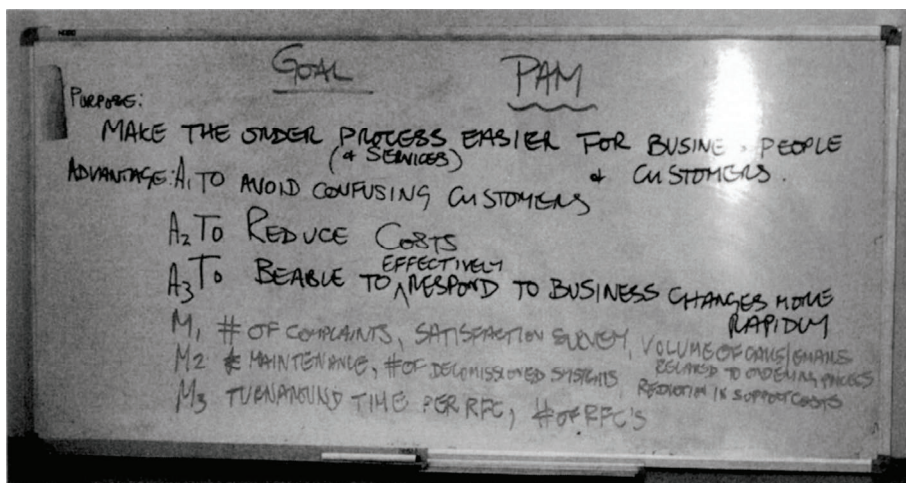 GOAL PAM
PURPOSE:
MAKE THE ORDER PROCESS EASIER FOR BUSINE PEOPLE
(& SERVICES) & CUSTOMERS.
ADVANTAGE: A1 TO AVOID CONFUSING CUSTOMERS
A2 TO REDUCE COSTS
A3 TO BEABLE TO EFFECTIVELY RESPOND TO BUSINESS CHANGES MORE
RAPIDLY
M1 # OF COMPLAINTS, SATISFACTION SURVEY, VOLUME OF CALLS/EMAILS
RELATED TO ORDERING PROCESS
M2 MAINTENANCE, # OF DECOMISSIONED SYSTEMS, REDUCTION IN SUPPORT COSTS
M3 TURNAROUND TIME PER RFC, # OF RFC'S